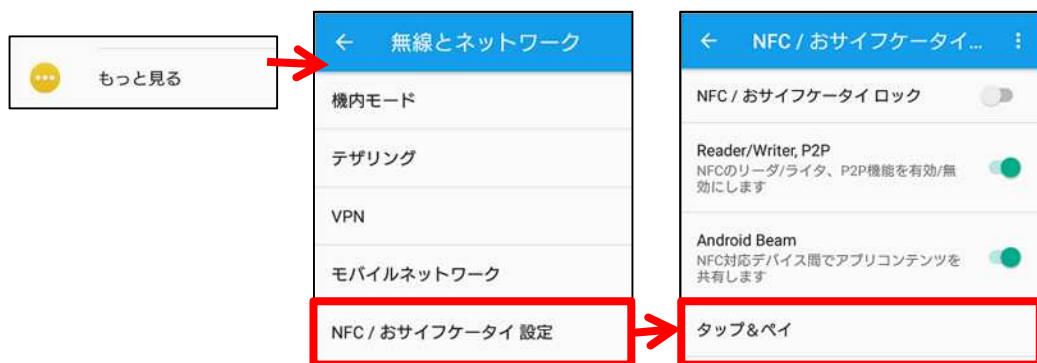 もっと見る
無線とネットワーク
機内モード
テザリング
VPN
モバイルネットワーク
NFC / おサイフケータイ 設定
NFC / おサイフケータイ...
NFC / おサイフケータイ ロック
Reader/Writer, P2P
NFCのリーダ/ライタ、P2P機能を有効/無
効にします
Android Beam
NFC対応デバイス間でアプリコンテンツを
共有します
タップ&ペイ